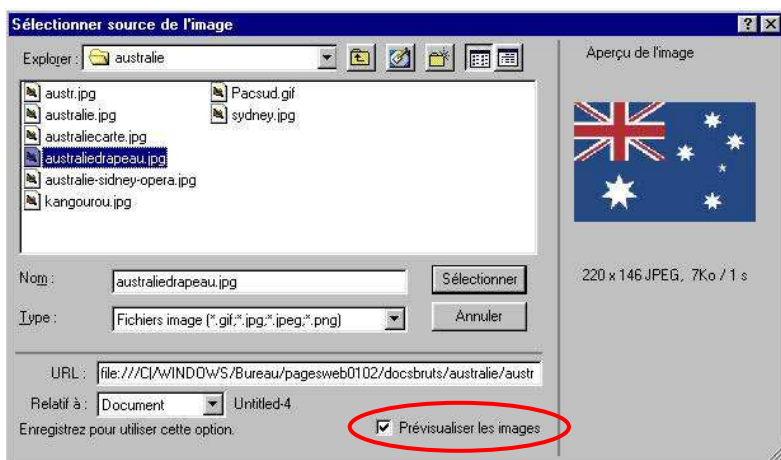 Sélectionner source de l'image
Explorer : australie
Aperçu de l'image
austr.jpg
australie.jpg
australiecarte.jpg
australiedrapeau.jpg
australie-sidney-opera.jpg
kangourou.jpg
Pacsud.gif
sydney.jpg
Nom : australiedrapeau.jpg Sélectionner
220 x 146 JPEG, 7Ko / 1 s
Type : Fichiers image (*.gif;*.jpg;*.jpeg;*.png) Annuler
URL : file:///C|/WINDOWS/Bureau/pagesweb0102/docsbruts/australie/austr
Relatif à : Document Untitled-4
Enregistrez pour utiliser cette option. Prévisualiser les images